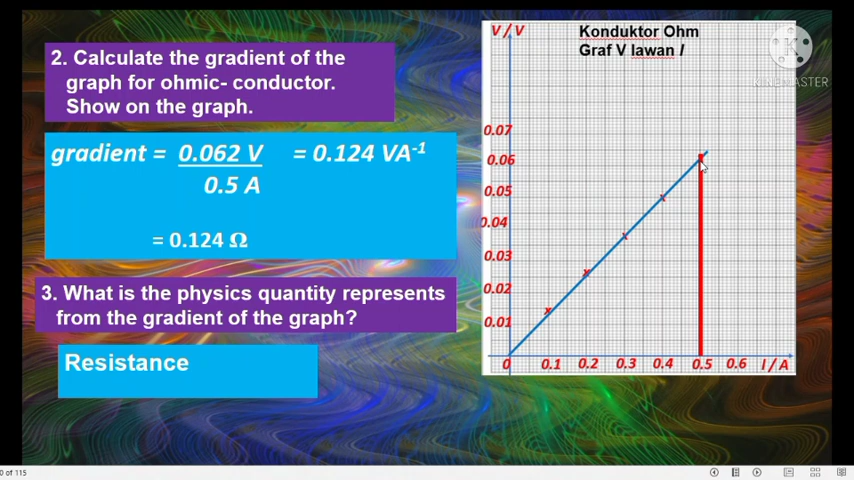 2. Calculate the gradient of the
graph for ohmic- conductor.
Show on the graph.
gradient = 0.062 V = 0.124 VA-1
0.5 A
= 0.124 Ω
3. What is the physics quantity represents
from the gradient of the graph?
Resistance
V / V
Konduktor Ohm
Graf V lawan I
K
KINEMASTER
0.07
0.06
0.05
0.04
0.03
0.02
0.01
0 0.1 0.2 0.3 0.4 0.5 0.6 I / A
0 of 115